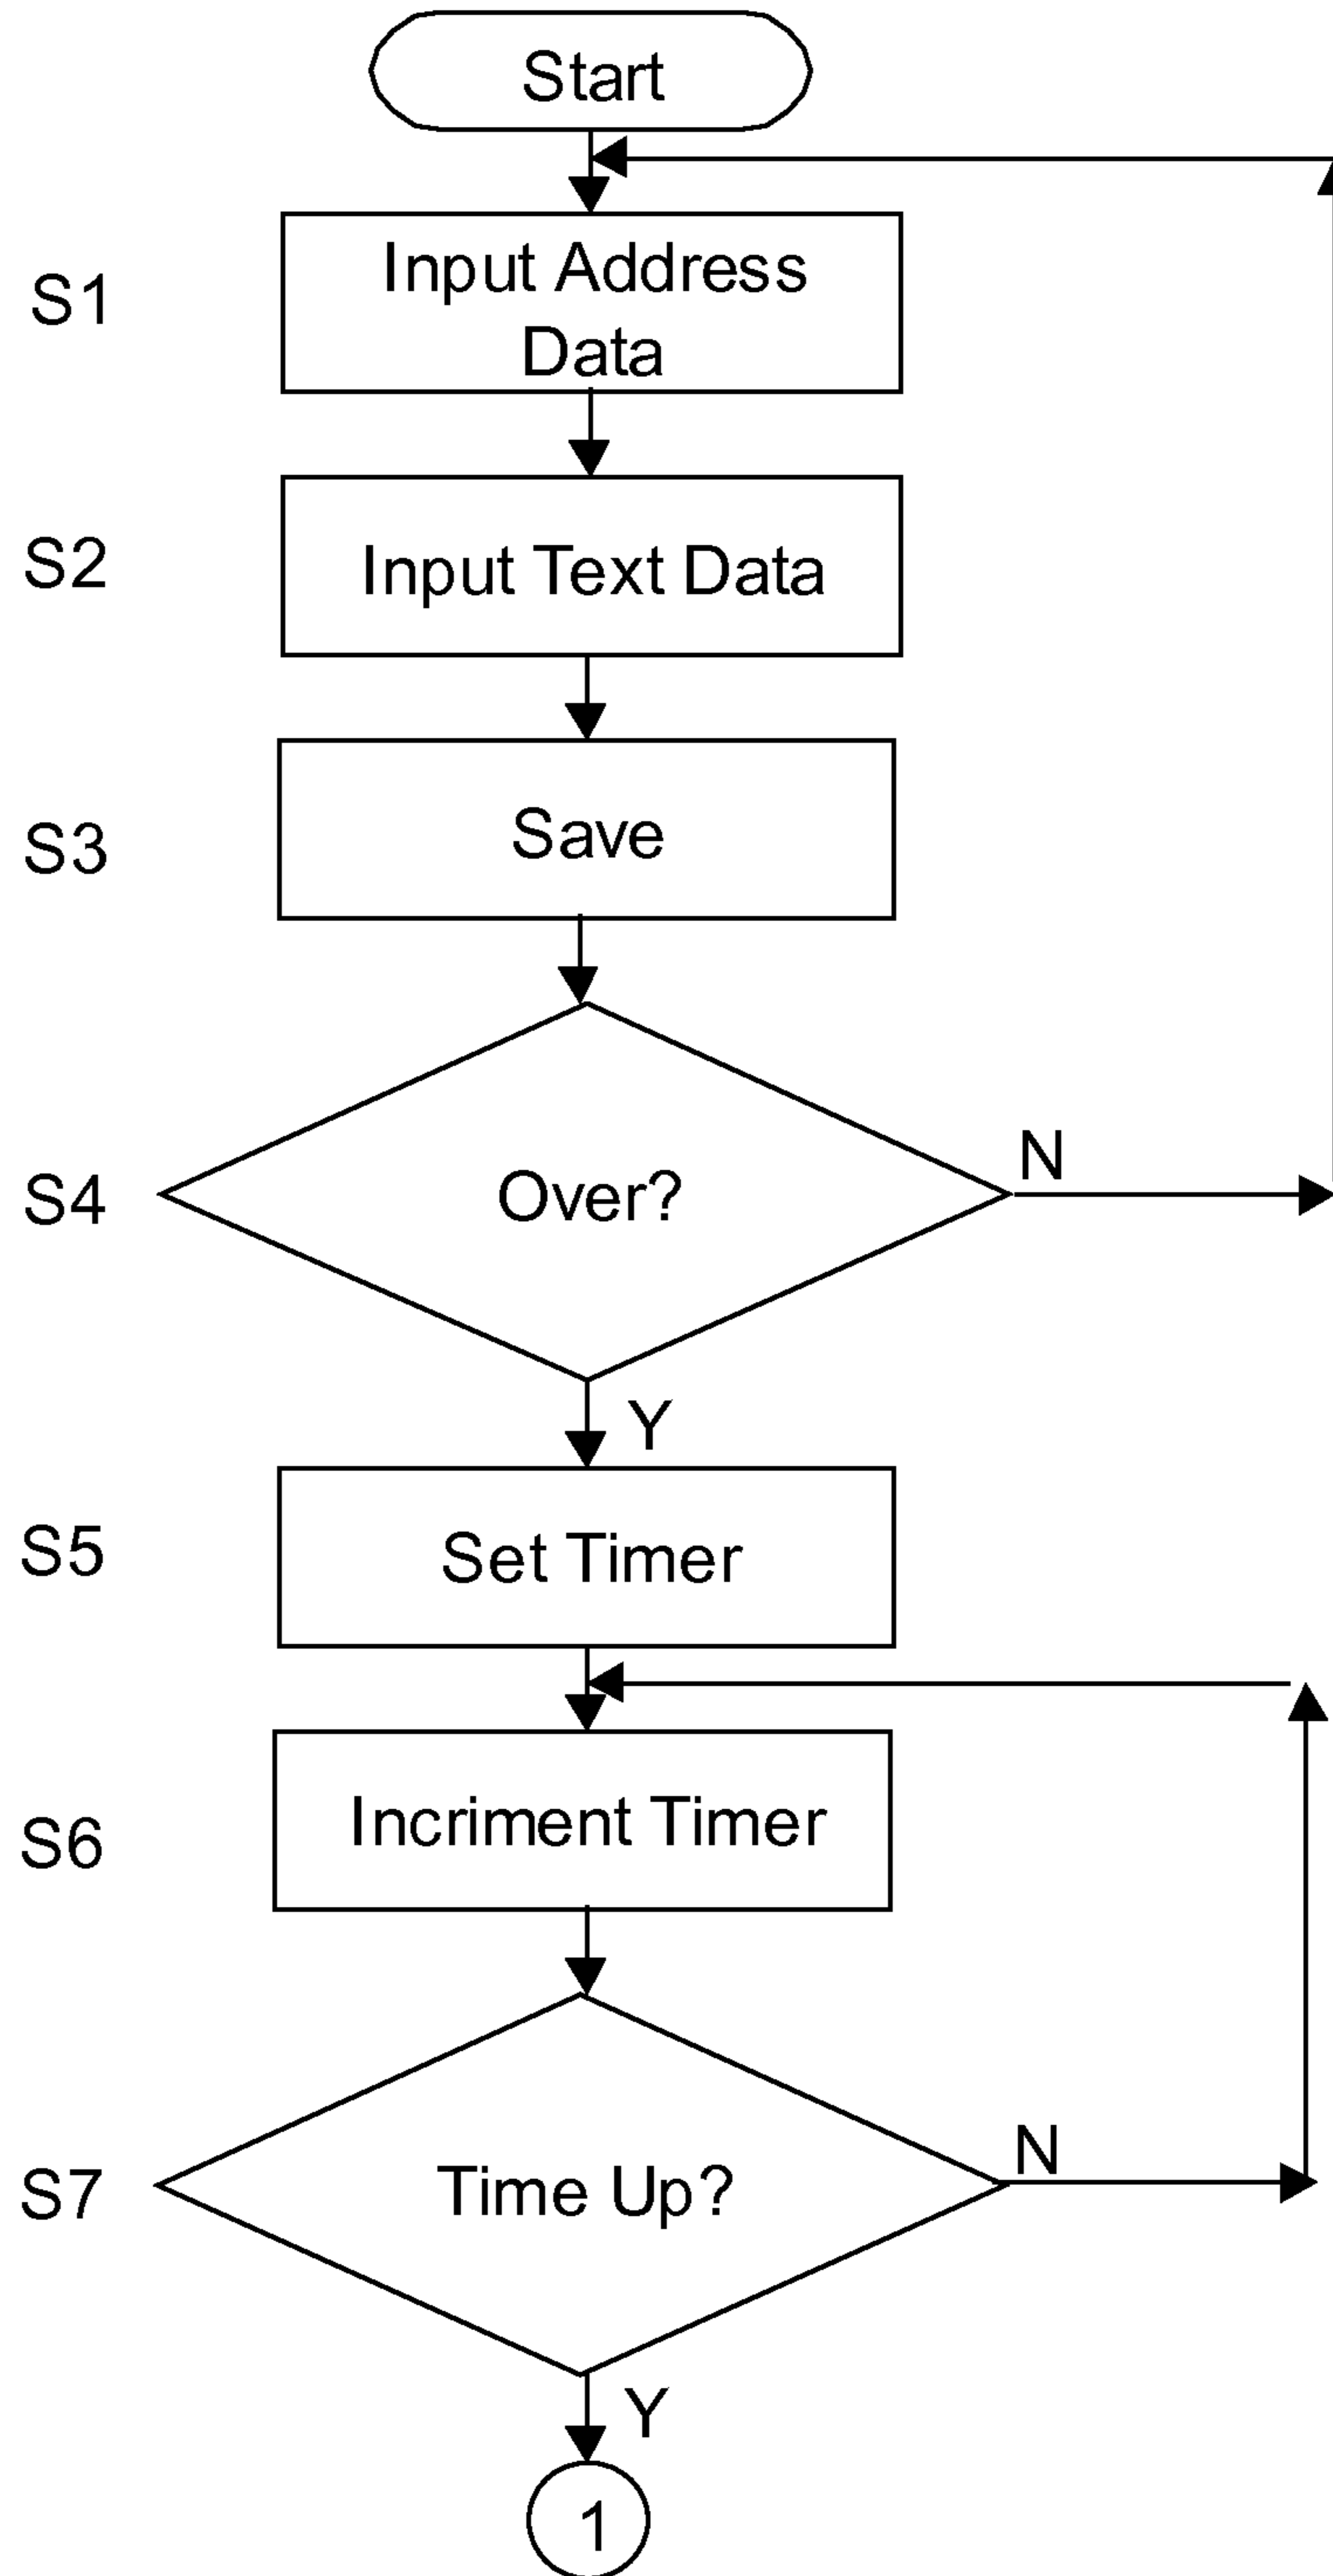 Start
S1
Input Address
Data
S2
Input Text Data
S3
Save
S4
Over?
N
Y
S5
Set Timer
S6
Incriment Timer
S7
Time Up?
N
Y
1